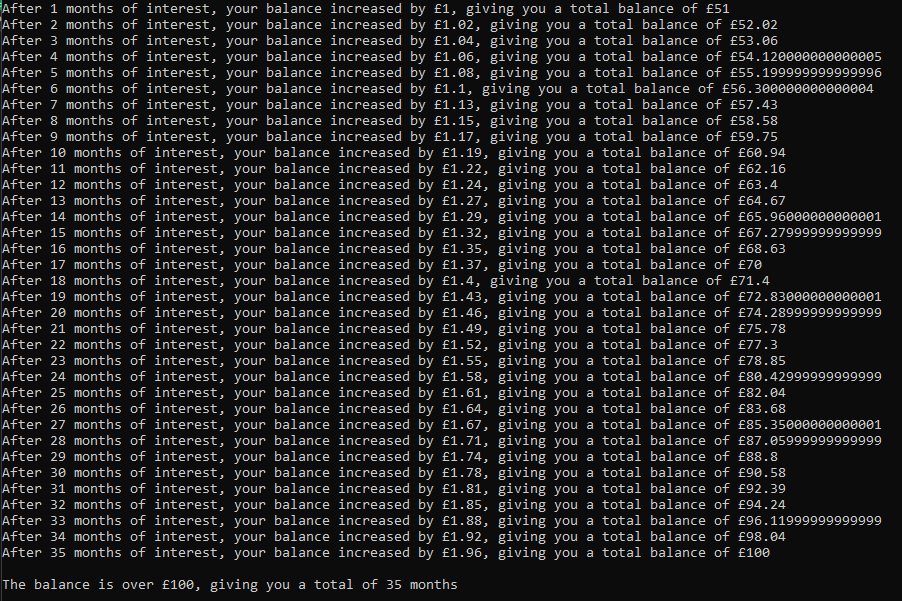 After 1 months of interest, your balance increased by £1, giving you a total balance of £51
After 2 months of interest, your balance increased by £1.02, giving you a total balance of £52.02
After 3 months of interest, your balance increased by £1.04, giving you a total balance of £53.06
After 4 months of interest, your balance increased by £1.06, giving you a total balance of £54.120000000000005
After 5 months of interest, your balance increased by £1.08, giving you a total balance of £55.199999999999996
After 6 months of interest, your balance increased by £1.1, giving you a total balance of £56.300000000000004
After 7 months of interest, your balance increased by £1.13, giving you a total balance of £57.43
After 8 months of interest, your balance increased by £1.15, giving you a total balance of £58.58
After 9 months of interest, your balance increased by £1.17, giving you a total balance of £59.75
After 10 months of interest, your balance increased by £1.19, giving you a total balance of £60.94
After 11 months of interest, your balance increased by £1.22, giving you a total balance of £62.16
After 12 months of interest, your balance increased by £1.24, giving you a total balance of £63.4
After 13 months of interest, your balance increased by £1.27, giving you a total balance of £64.67
After 14 months of interest, your balance increased by £1.29, giving you a total balance of £65.96000000000001
After 15 months of interest, your balance increased by £1.32, giving you a total balance of £67.27999999999999
After 16 months of interest, your balance increased by £1.35, giving you a total balance of £68.63
After 17 months of interest, your balance increased by £1.37, giving you a total balance of £70
After 18 months of interest, your balance increased by £1.4, giving you a total balance of £71.4
After 19 months of interest, your balance increased by £1.43, giving you a total balance of £72.83000000000001
After 20 months of interest, your balance increased by £1.46, giving you a total balance of £74.28999999999999
After 21 months of interest, your balance increased by £1.49, giving you a total balance of £75.78
After 22 months of interest, your balance increased by £1.52, giving you a total balance of £77.3
After 23 months of interest, your balance increased by £1.55, giving you a total balance of £78.85
After 24 months of interest, your balance increased by £1.58, giving you a total balance of £80.42999999999999
After 25 months of interest, your balance increased by £1.61, giving you a total balance of £82.04
After 26 months of interest, your balance increased by £1.64, giving you a total balance of £83.68
After 27 months of interest, your balance increased by £1.67, giving you a total balance of £85.35000000000001
After 28 months of interest, your balance increased by £1.71, giving you a total balance of £87.05999999999999
After 29 months of interest, your balance increased by £1.74, giving you a total balance of £88.8
After 30 months of interest, your balance increased by £1.78, giving you a total balance of £90.58
After 31 months of interest, your balance increased by £1.81, giving you a total balance of £92.39
After 32 months of interest, your balance increased by £1.85, giving you a total balance of £94.24
After 33 months of interest, your balance increased by £1.88, giving you a total balance of £96.11999999999999
After 34 months of interest, your balance increased by £1.92, giving you a total balance of £98.04
After 35 months of interest, your balance increased by £1.96, giving you a total balance of £100
The balance is over £100, giving you a total of 35 months